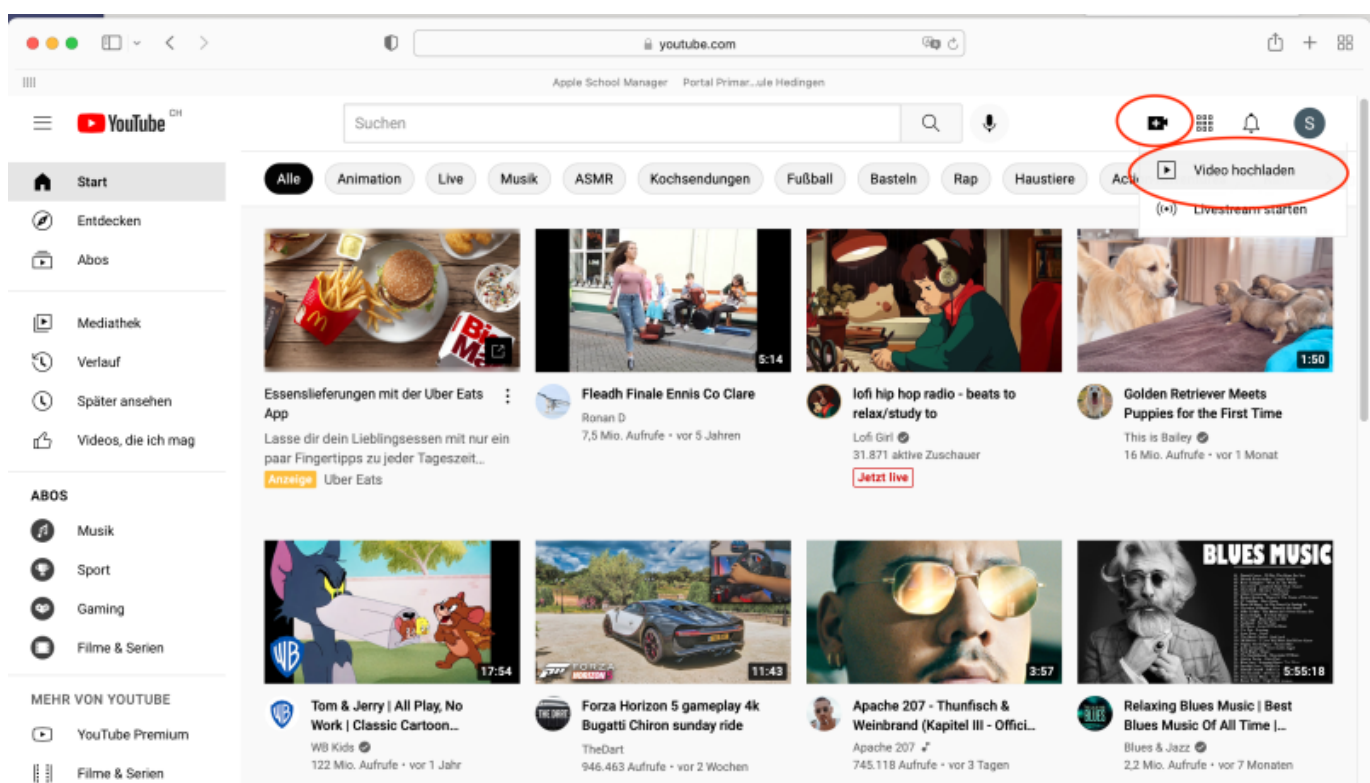 youtube.com
Apple School Manager Portal Primar...ule Hedingen
YouTube CH
Suchen
S
Video hochladen
Livestream starten
Alle Animation Live Musik ASMR Kochsendungen Fußball Basteln Rap Haustiere
Start
Entdecken
Abos
Mediathek
Verlauf
Später ansehen
Videos, die ich mag
ABOS
Musik
Sport
Gaming
Filme & Serien
MEHR VON YOUTUBE
YouTube Premium
Filme & Serien
Essenslieferungen mit der Uber Eats
App
Lasse dir dein Lieblingsessen mit nur ein
paar Fingertipps zu jeder Tageszeit...
Anzeige Uber Eats
5:14
Fleadh Finale Ennis Co Clare
Ronan D
7,5 Mio. Aufrufe • vor 5 Jahren
lofi hip hop radio - beats to
relax/study to
Lofi Girl
31.871 aktive Zuschauer
Jetzt live
1:50
Golden Retriever Meets
Puppies for the First Time
This is Bailey
16 Mio. Aufrufe • vor 1 Monat
WB
17:54
Tom & Jerry | All Play, No
Work | Classic Cartoon...
WB Kids
122 Mio. Aufrufe • vor 1 Jahr
FORZA
HORIZON
11:43
THE DART
Forza Horizon 5 gameplay 4k
Bugatti Chiron sunday ride
TheDart
946.463 Aufrufe • vor 2 Wochen
3:57
Apache 207 - Thunfisch &
Weinbrand (Kapitel III - Offici...
Apache 207
745.118 Aufrufe • vor 3 Tagen
BLUES MUSIC
5:55:18
BLUES
Relaxing Blues Music | Best
Blues Music Of All Time |...
Blues & Jazz
2,2 Mio. Aufrufe • vor 7 Monaten